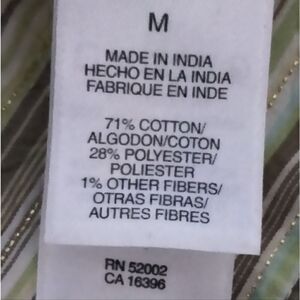 M
MADE IN INDIA
HECHO EN LA INDIA
FABRIQUE EN INDE
71% COTTON/
ALGODON/COTON
28% POLYESTER/
POLIESTER
1% OTHER FIBERS/
OTRAS FIBRAS/
AUTRES FIBRES
RN 52002
CA 16396